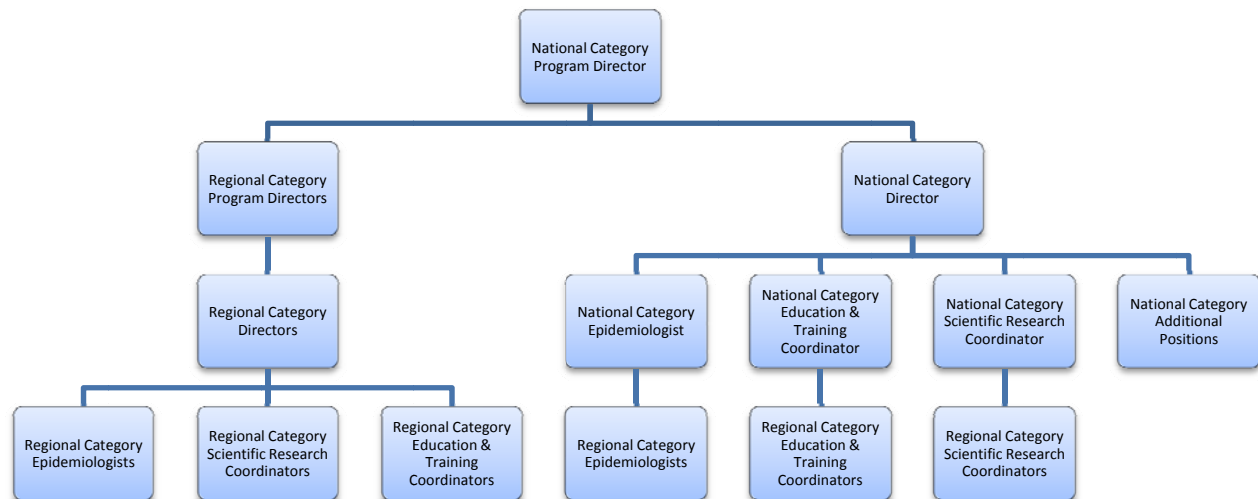 National Category
Program Director
Regional Category
Program Directors
National Category
Director
Regional Category
Directors
National Category
Epidemiologist
National Category
Education &
Training
Coordinator
National Category
Scientific Research
Coordinator
National Category
Additional
Positions
Regional Category
Epidemiologists
Regional Category
Scientific Research
Coordinators
Regional Category
Education &
Training
Coordinators
Regional Category
Epidemiologists
Regional Category
Education &
Training
Coordinators
Regional Category
Scientific Research
Coordinators